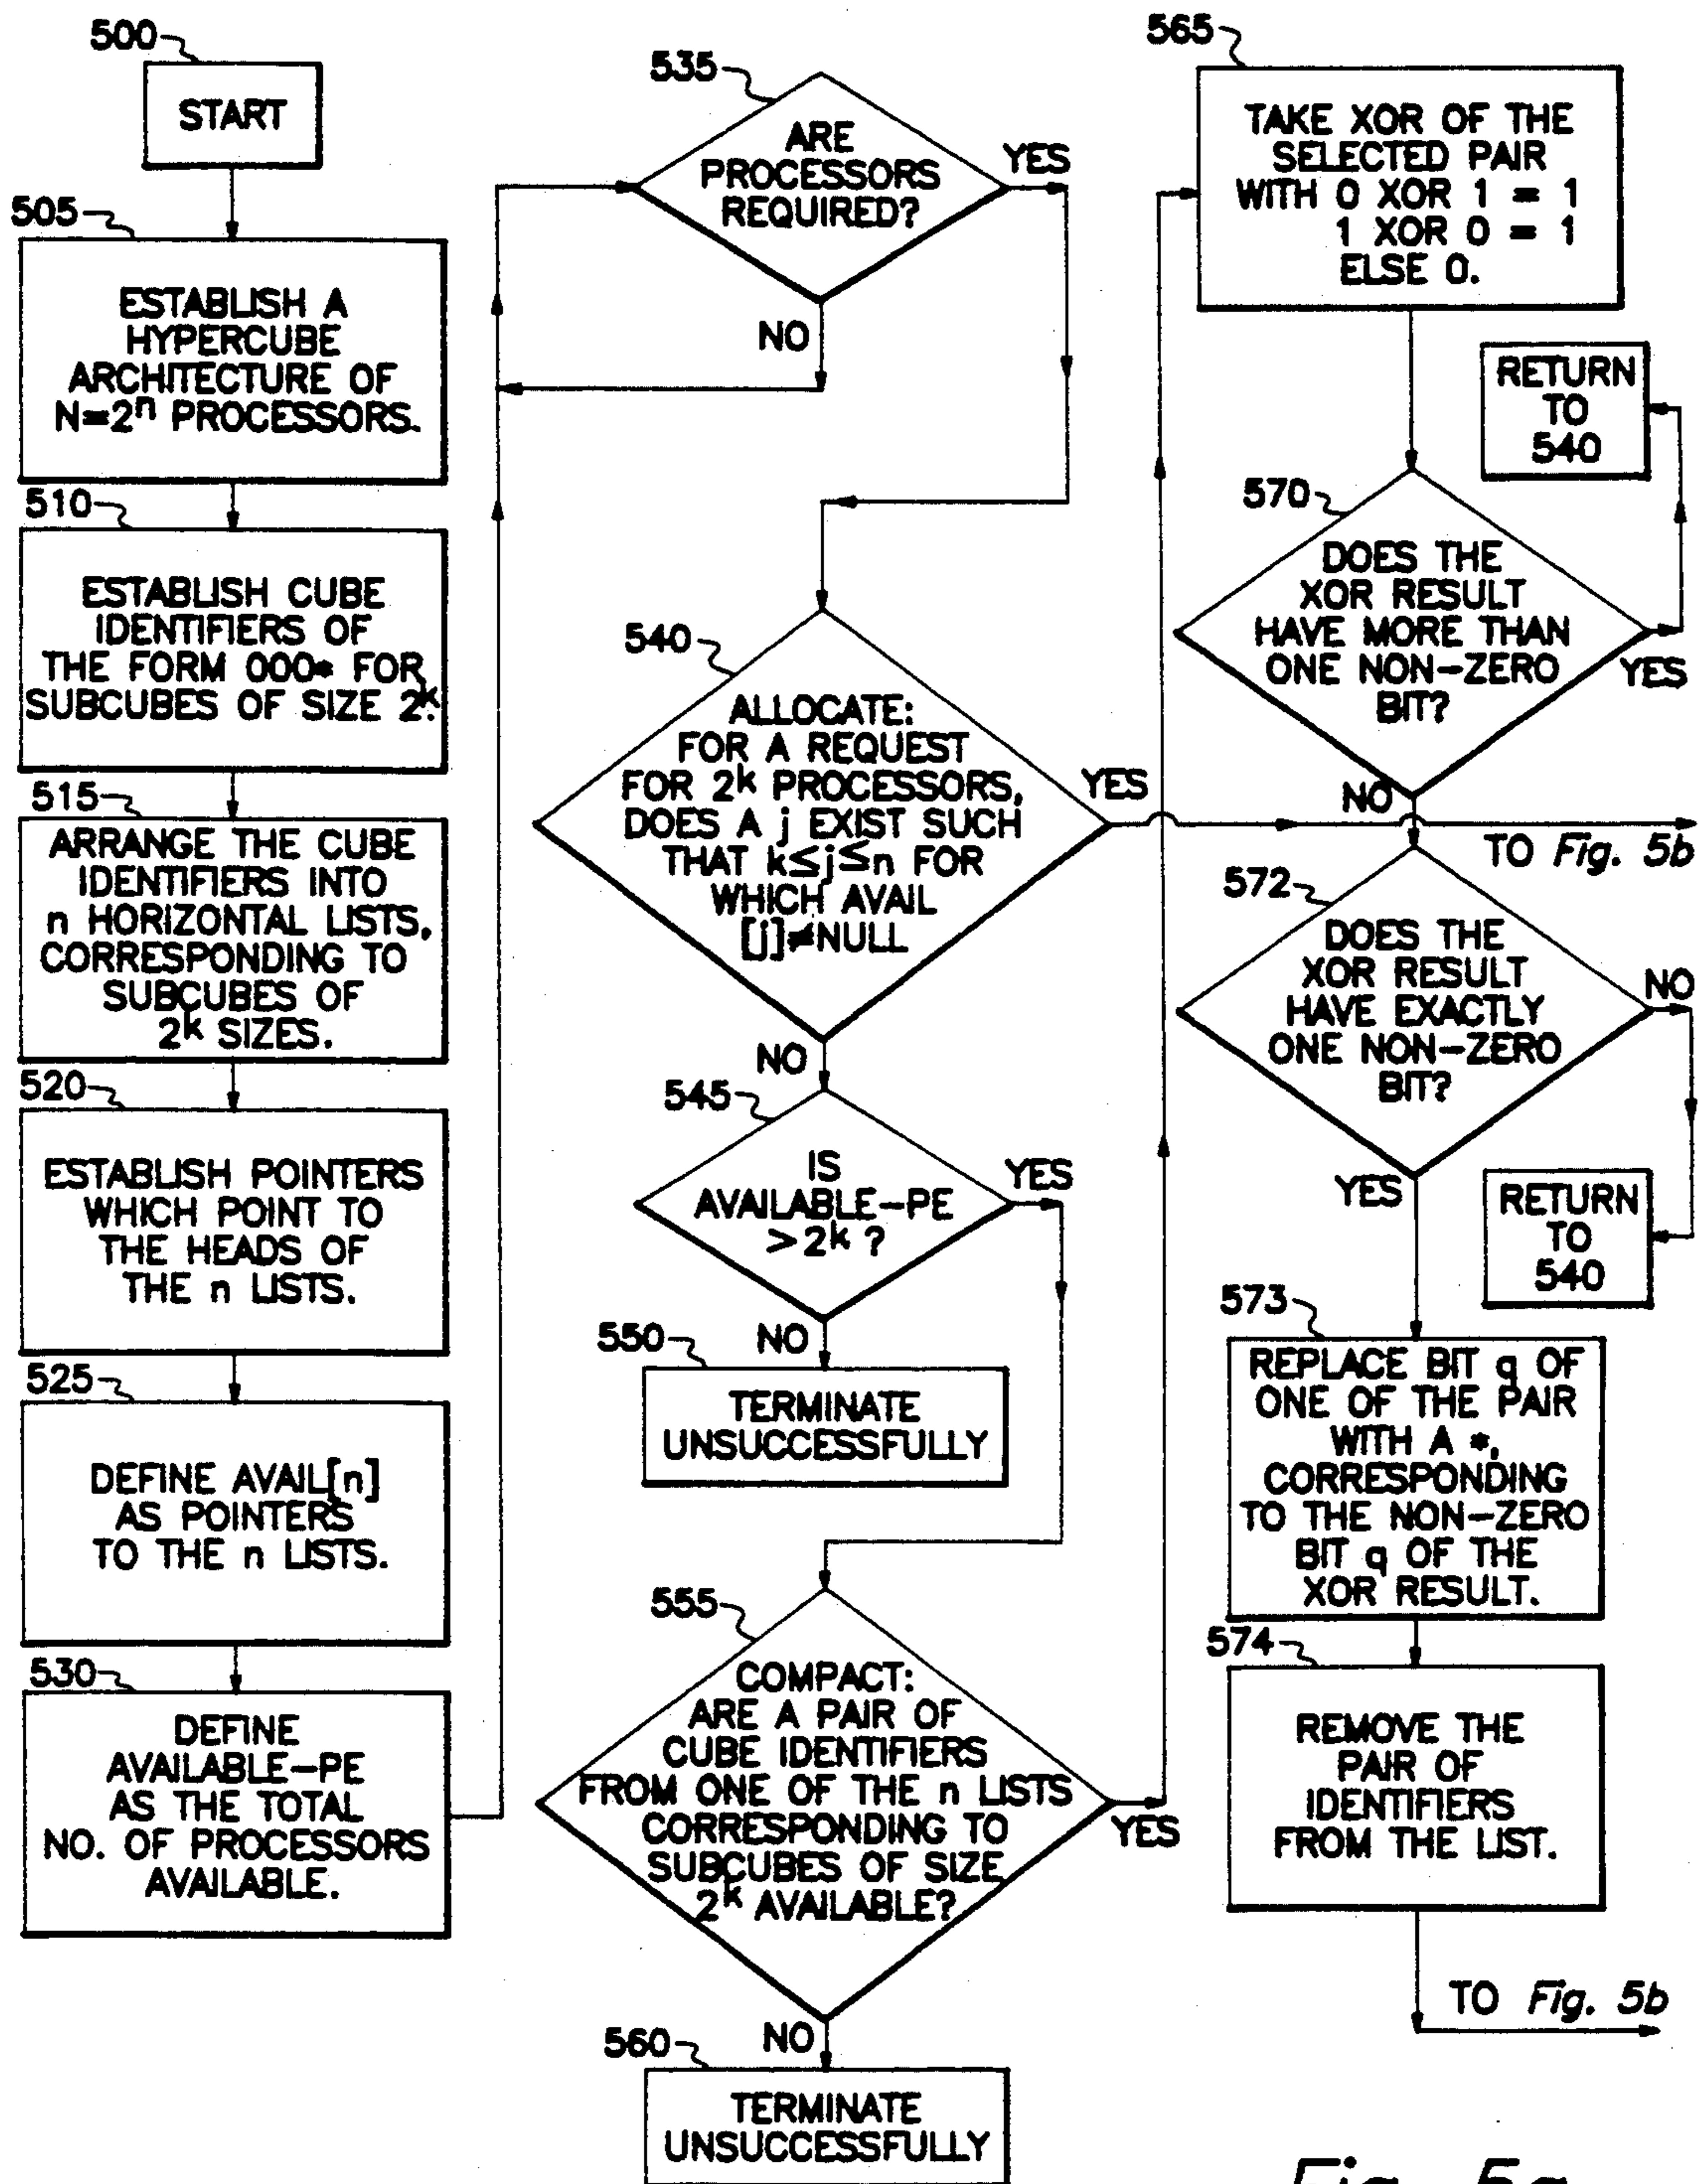 500
START
505
ESTABLISH A
HYPERCUBE
ARCHITECTURE OF
N=2ⁿ PROCESSORS.
510
ESTABLISH CUBE
IDENTIFIERS OF
THE FORM 000* FOR
SUBCUBES OF SIZE 2ᵏ.
515
ARRANGE THE CUBE
IDENTIFIERS INTO
n HORIZONTAL LISTS,
CORRESPONDING TO
SUBCUBES OF
2ᵏ SIZES.
520
ESTABLISH POINTERS
WHICH POINT TO
THE HEADS OF
THE n LISTS.
525
DEFINE AVAIL[n]
AS POINTERS
TO THE n LISTS.
530
DEFINE
AVAILABLE-PE
AS THE TOTAL
NO. OF PROCESSORS
AVAILABLE.
535
ARE
PROCESSORS
REQUIRED?
YES
NO
540
ALLOCATE:
FOR A REQUEST
FOR 2ᵏ PROCESSORS,
DOES A j EXIST SUCH
THAT k≤j≤n FOR
WHICH AVAIL
[j]≠NULL
YES
TO Fig. 5b
NO
545
IS
AVAILABLE-PE
>2ᵏ ?
YES
NO
550
TERMINATE
UNSUCCESSFULLY
555
COMPACT:
ARE A PAIR OF
CUBE IDENTIFIERS
FROM ONE OF THE n LISTS
CORRESPONDING TO
SUBCUBES OF SIZE
2ᵏ AVAILABLE?
YES
NO
560
TERMINATE
UNSUCCESSFULLY
565
TAKE XOR OF THE
SELECTED PAIR
WITH 0 XOR 1 = 1
1 XOR 0 = 1
ELSE 0.
RETURN
TO
540
570
DOES THE
XOR RESULT
HAVE MORE THAN
ONE NON-ZERO
BIT?
YES
NO
572
DOES THE
XOR RESULT
HAVE EXACTLY
ONE NON-ZERO
BIT?
NO
YES
RETURN
TO
540
573
REPLACE BIT q OF
ONE OF THE PAIR
WITH A *,
CORRESPONDING
TO THE NON-ZERO
BIT q OF THE
XOR RESULT.
574
REMOVE THE
PAIR OF
IDENTIFIERS
FROM THE LIST.
TO Fig. 5b
Fig. 5a